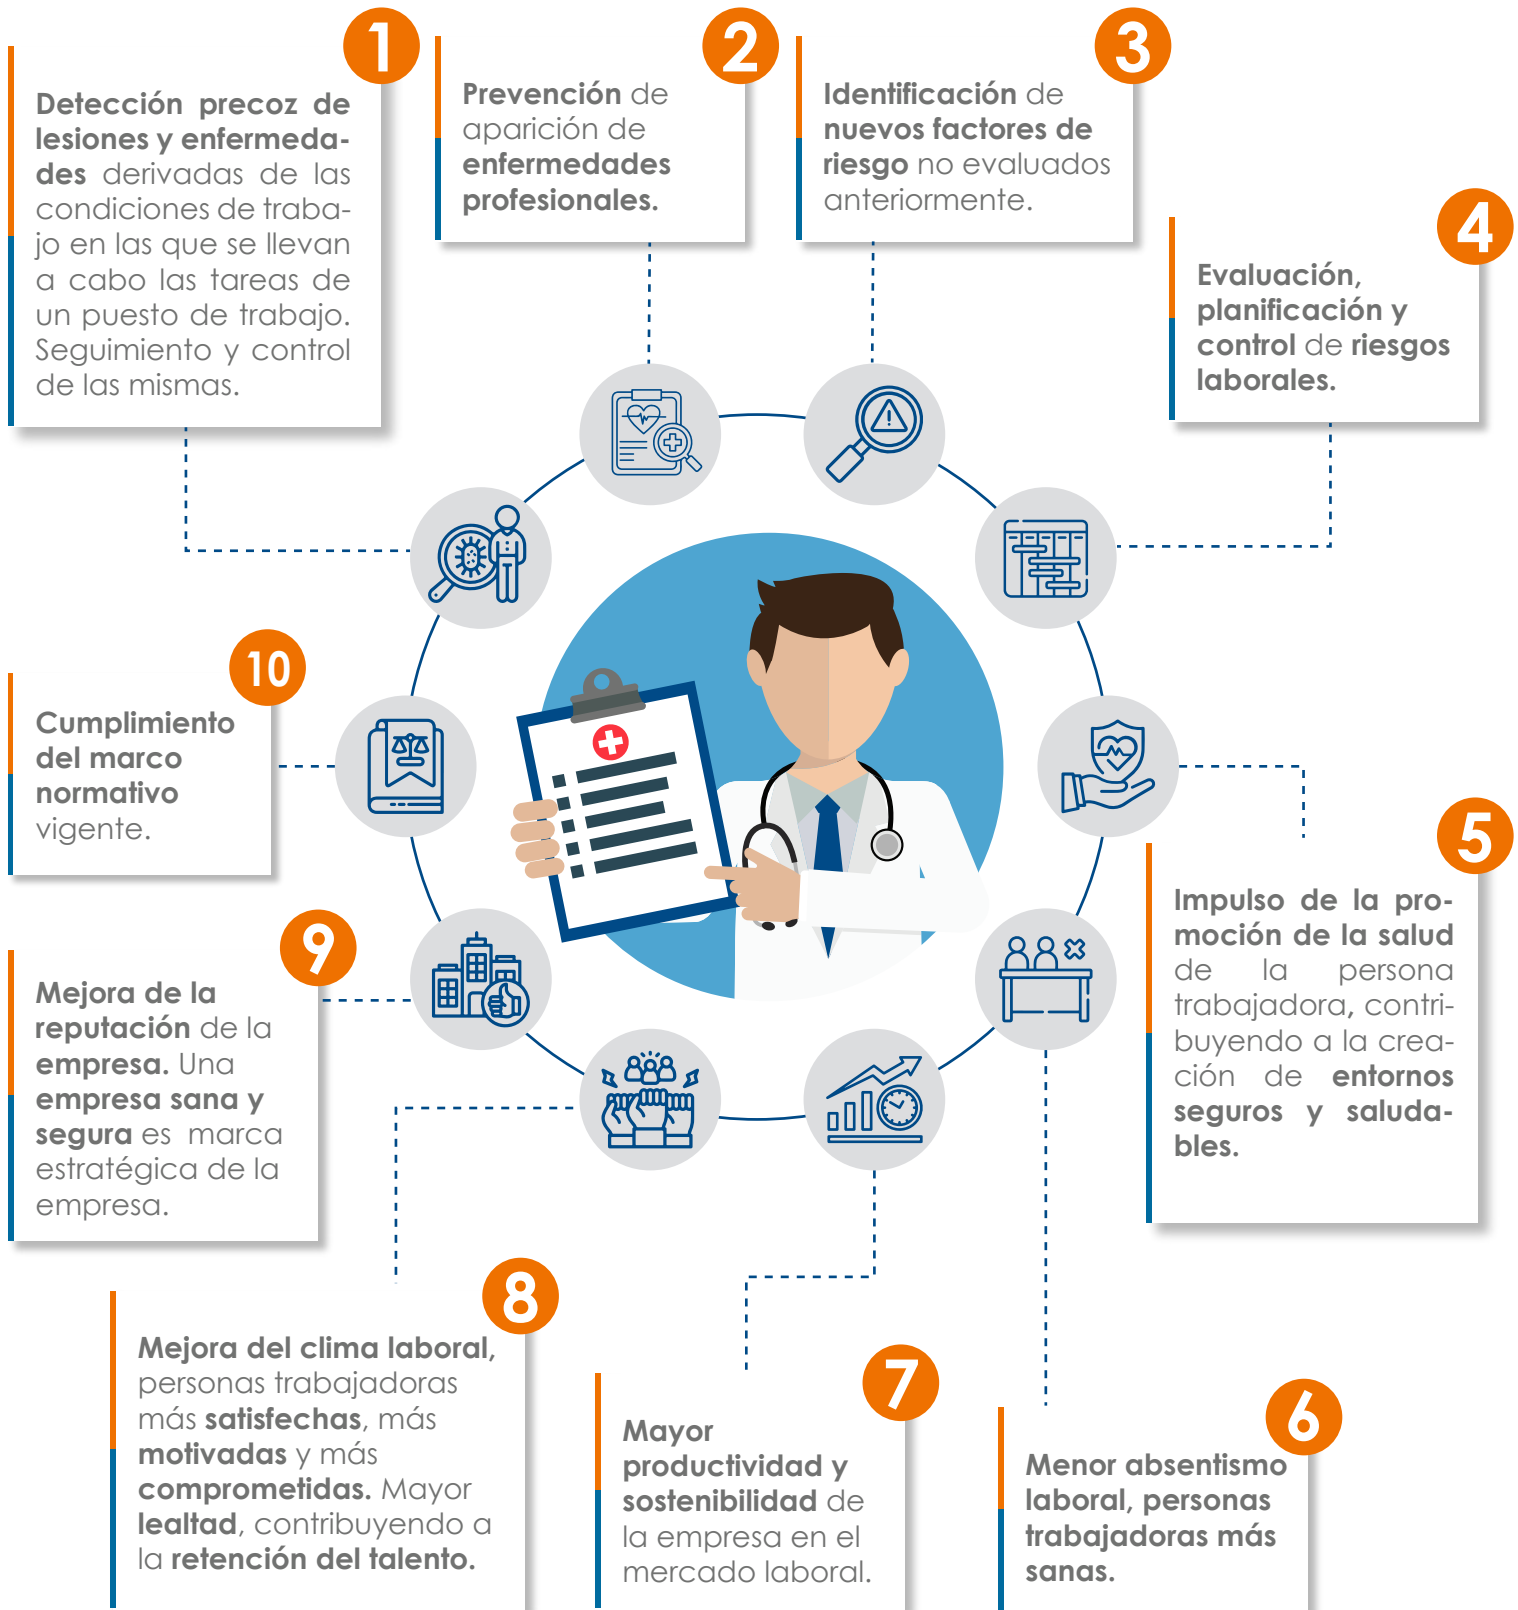 1
Detección precoz de
lesiones y enfermeda-
des derivadas de las
condiciones de traba-
jo en las que se llevan
a cabo las tareas de
un puesto de trabajo.
Seguimiento y control
de las mismas.
2
Prevención de
aparición de
enfermedades
profesionales.
3
Identificación de
nuevos factores de
riesgo no evaluados
anteriormente.
4
Evaluación,
planificación y
control de riesgos
laborales.
5
Impulso de la pro-
moción de la salud
de la persona
trabajadora, contri-
buyendo a la crea-
ción de entornos
seguros y saluda-
bles.
6
Menor absentismo
laboral, personas
trabajadoras más
sanas.
7
Mayor
productividad y
sostenibilidad de
la empresa en el
mercado laboral.
8
Mejora del clima laboral,
personas trabajadoras
más satisfechas, más
motivadas y más
comprometidas. Mayor
lealtad, contribuyendo a
la retención del talento.
9
Mejora de la
reputación de la
empresa. Una
empresa sana y
segura es marca
estratégica de la
empresa.
10
Cumplimiento
del marco
normativo
vigente.